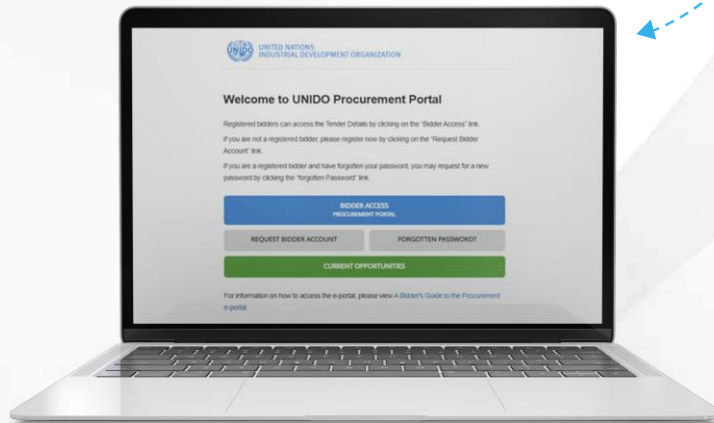 UNITED NATIONS
INDUSTRIAL DEVELOPMENT ORGANIZATION
Welcome to UNIDO Procurement Portal
Registered bidders can access the Tender Details by clicking on the "Bidder Access" link.
If you are not a registered bidder, please register now by clicking on the "Request Bidder
Account" link.
If you are a registered bidder and have forgotten your password, you may request for a new
password by clicking the "forgotten Password" link.
BIDDER ACCESS
PROCUREMENT PORTAL
REQUEST BIDDER ACCOUNT
FORGOTTEN PASSWORD?
CURRENT OPPORTUNITIES
For information on how to access the e-portal, please view A Bidder's Guide to the Procurement
e-portal